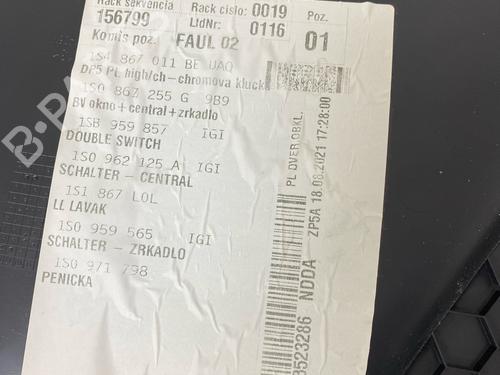 Rack sekvencia Rack cislo: 0019 Poz.
156799 LtdNr: 0116 01
Komis poz. FAUL 02
1S4 867 011 BE UAQ
DP5 PL high/ch-chromova kluck
1S0 867 255 G 9B9
BV okno+central+zrkadlo
1SB 959 857 IGI
DOUBLE SWITCH
1S0 962 125 A IGI
SCHALTER - CENTRAL
1S1 867 LOL
LL LAVAK
1S0 959 565 IGI
SCHALTER - ZRKADLO
1S0 971 798
PENICKA
PL DVER.OBKL.
ZP5A 18.08.2021 17:28:00
8523286 NDDA
B-PA